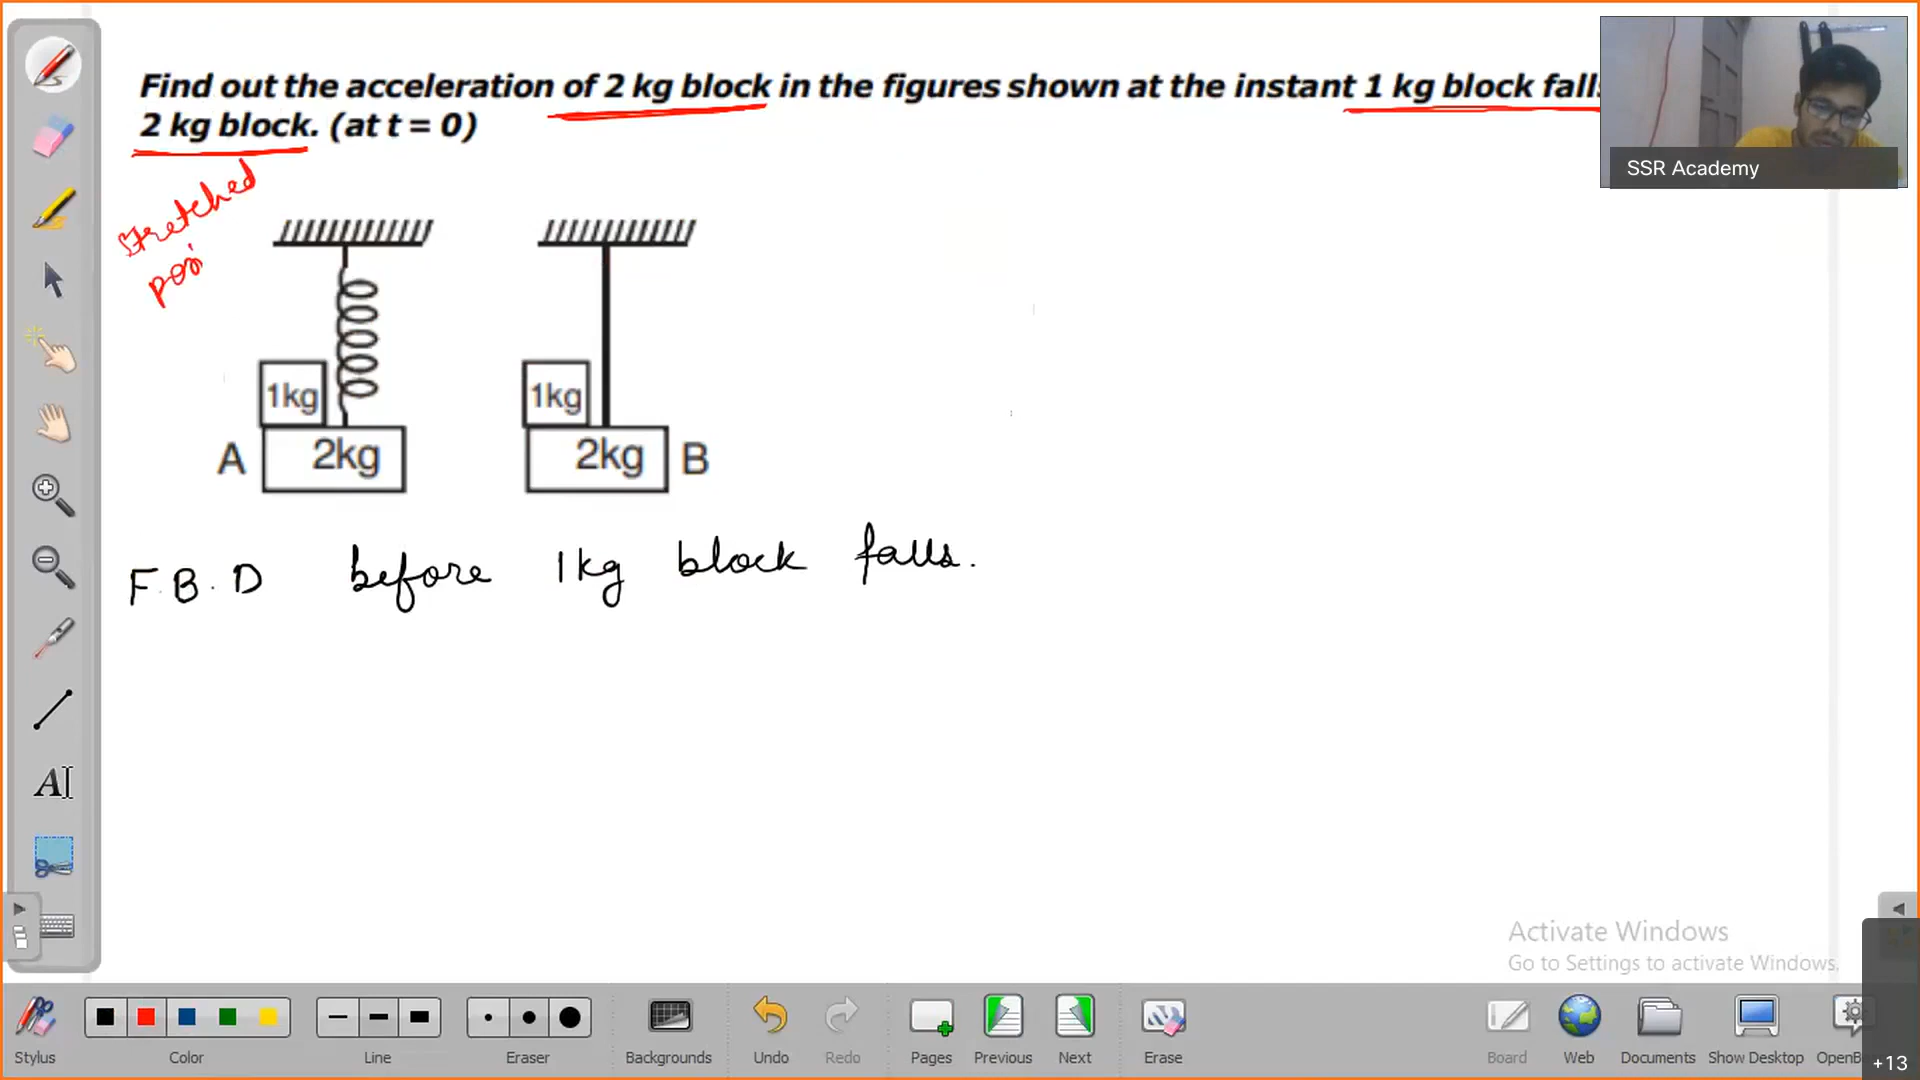 Find out the acceleration of 2 kg block in the figures shown at the instant 1 kg block fall
2 kg block. (at t = 0)
SSR Academy
Stretched
pos
1kg
1kg
A
2kg
2kg
B
F.B.D before 1kg block falls.
Activate Windows
Go to Settings to activate Windows.
Stylus
Color
Line
Eraser
Backgrounds
Undo
Redo
Pages
Previous
Next
Erase
Board
Web
Documents
Show Desktop
OpenB
+13